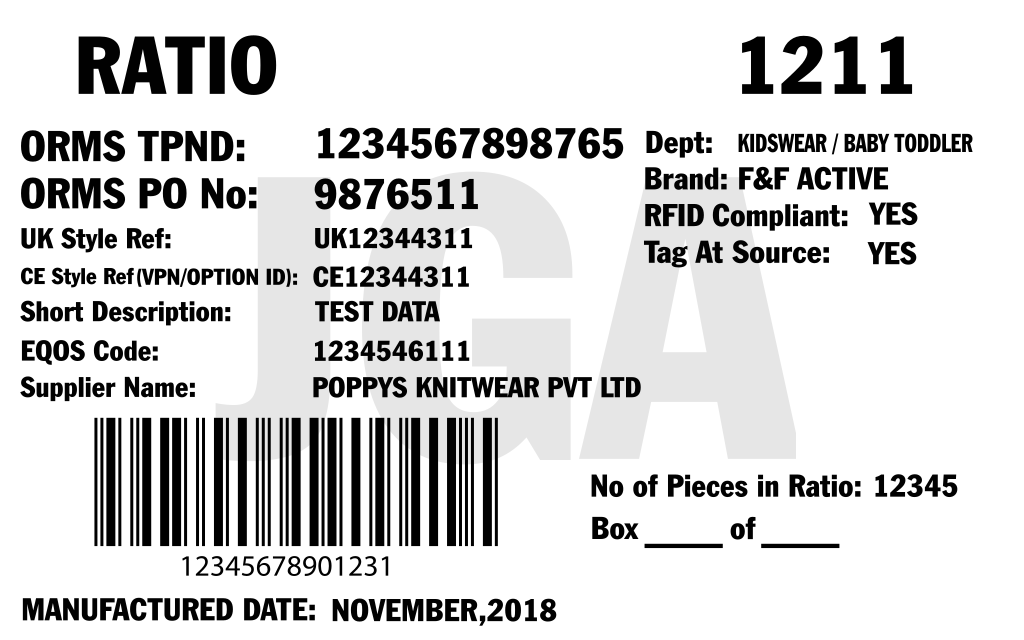 RATIO 1211
ORMS TPND: 1234567898765 Dept: KIDSWEAR / BABY TODDLER
ORMS PO No: 9876511 Brand: F&F ACTIVE
RFID Compliant: YES
UK Style Ref: UK12344311
Tag At Source: YES
CE Style Ref(VPN/OPTION ID): CE12344311
Short Description: TEST DATA
EQOS Code: 1234546111
Supplier Name: POPPYS KNITWEAR PVT LTD
JGA
No of Pieces in Ratio: 12345
Box _____ of _____
12345678901231
MANUFACTURED DATE: NOVEMBER,2018